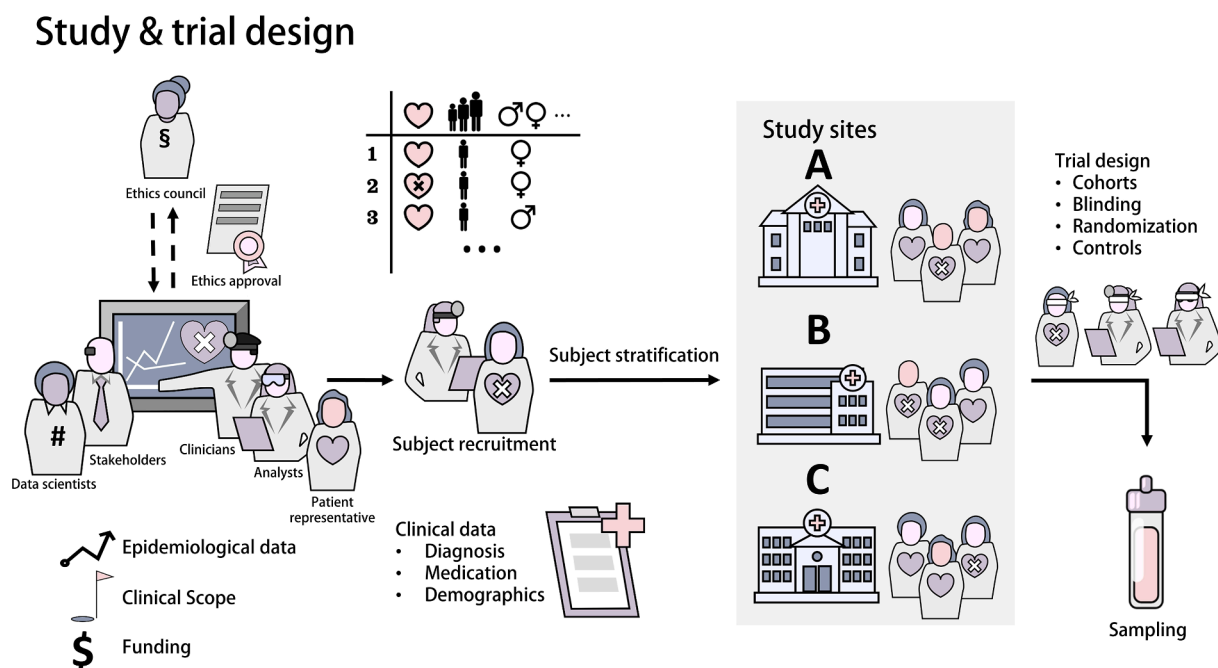 Study & trial design
§
Ethics council
Ethics approval
#
Data scientists
Stakeholders
Clinicians
Analysts
Patient
representative
Epidemiological data
Clinical Scope
$
Funding
...
1
2
3
...
Subject recruitment
Clinical data
• Diagnosis
• Medication
• Demographics
Subject stratification
Study sites
A
B
C
Trial design
• Cohorts
• Blinding
• Randomization
• Controls
Sampling